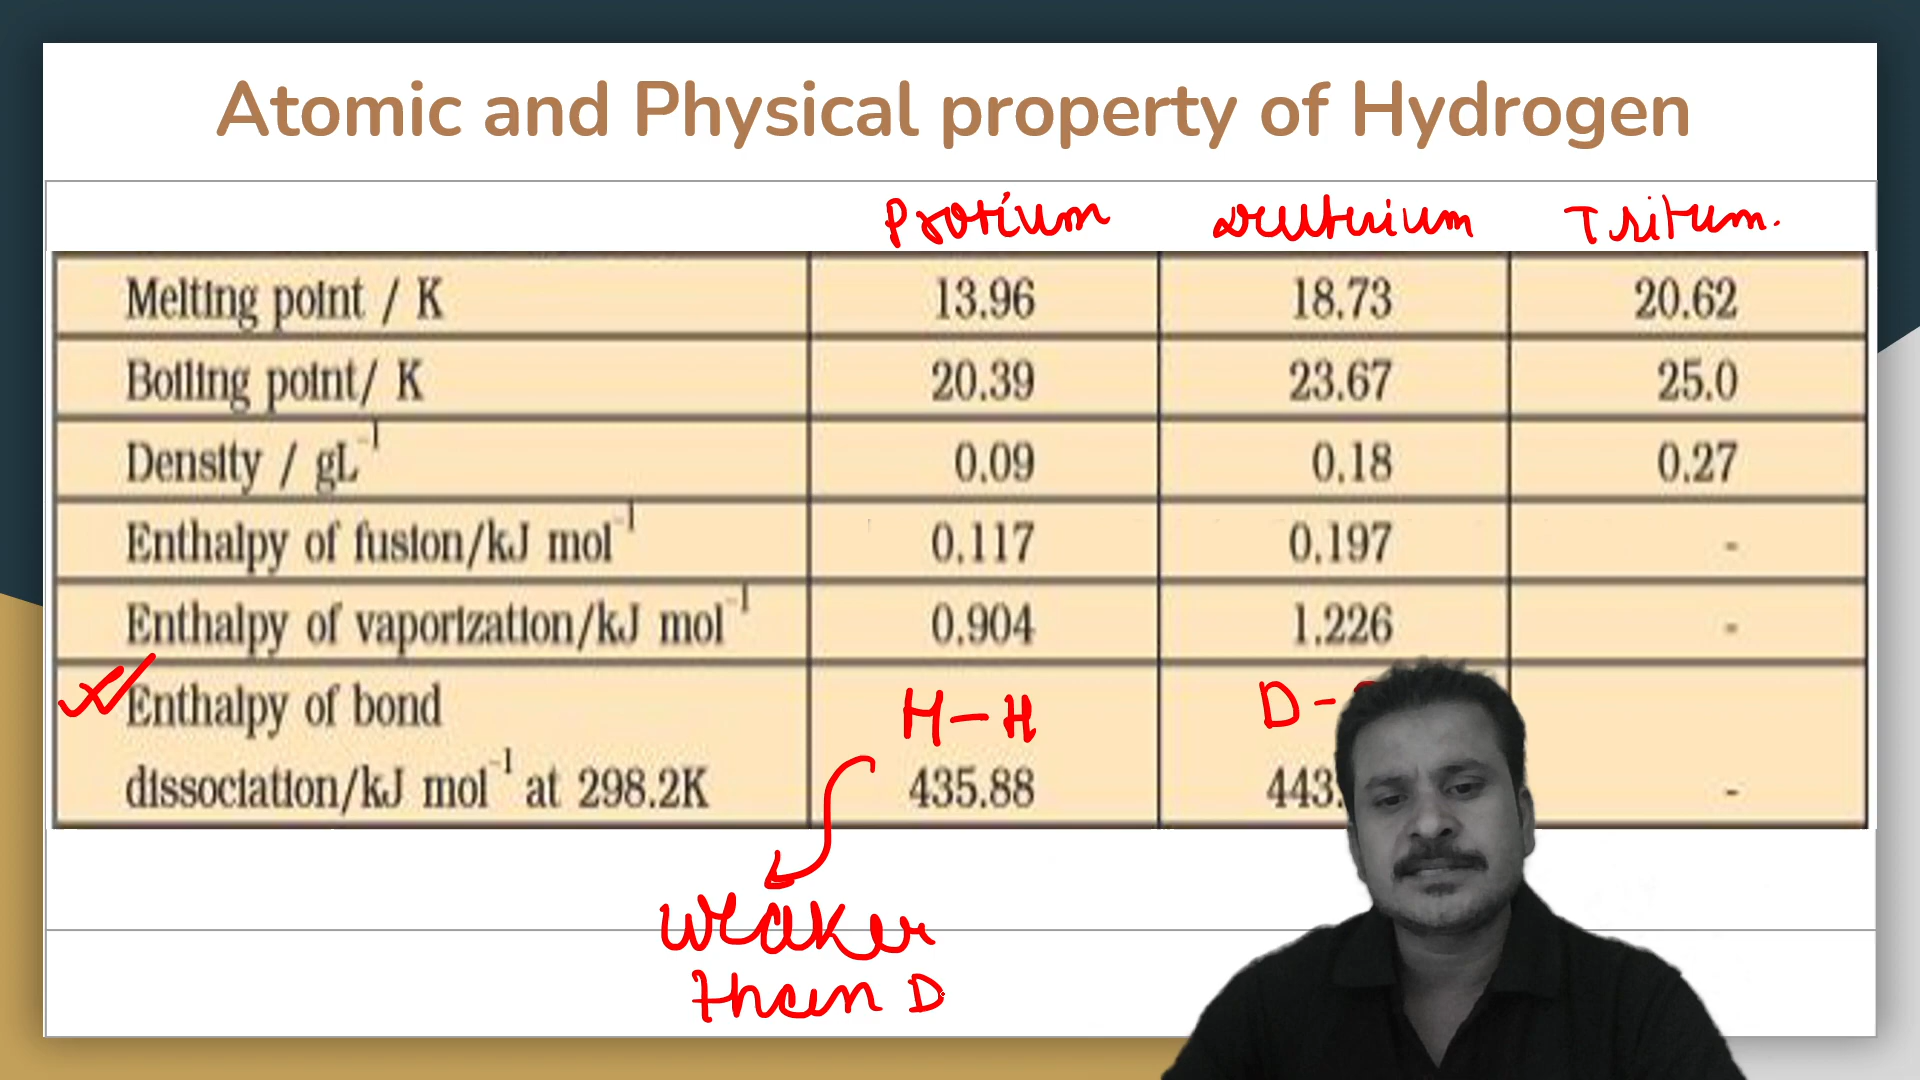 Atomic and Physical property of Hydrogen
Protium Deuterium Tritum.
Melting point / K 13.96 18.73 20.62
Boiling point/ K 20.39 23.67 25.0
Density / gL⁻¹ 0.09 0.18 0.27
Enthalpy of fusion/kJ mol⁻¹ 0.117 0.197 -
Enthalpy of vaporization/kJ mol⁻¹ 0.904 1.226 -
Enthalpy of bond H-H D-
dissociation/kJ mol⁻¹ at 298.2K 435.88 443. -
weaker
than D